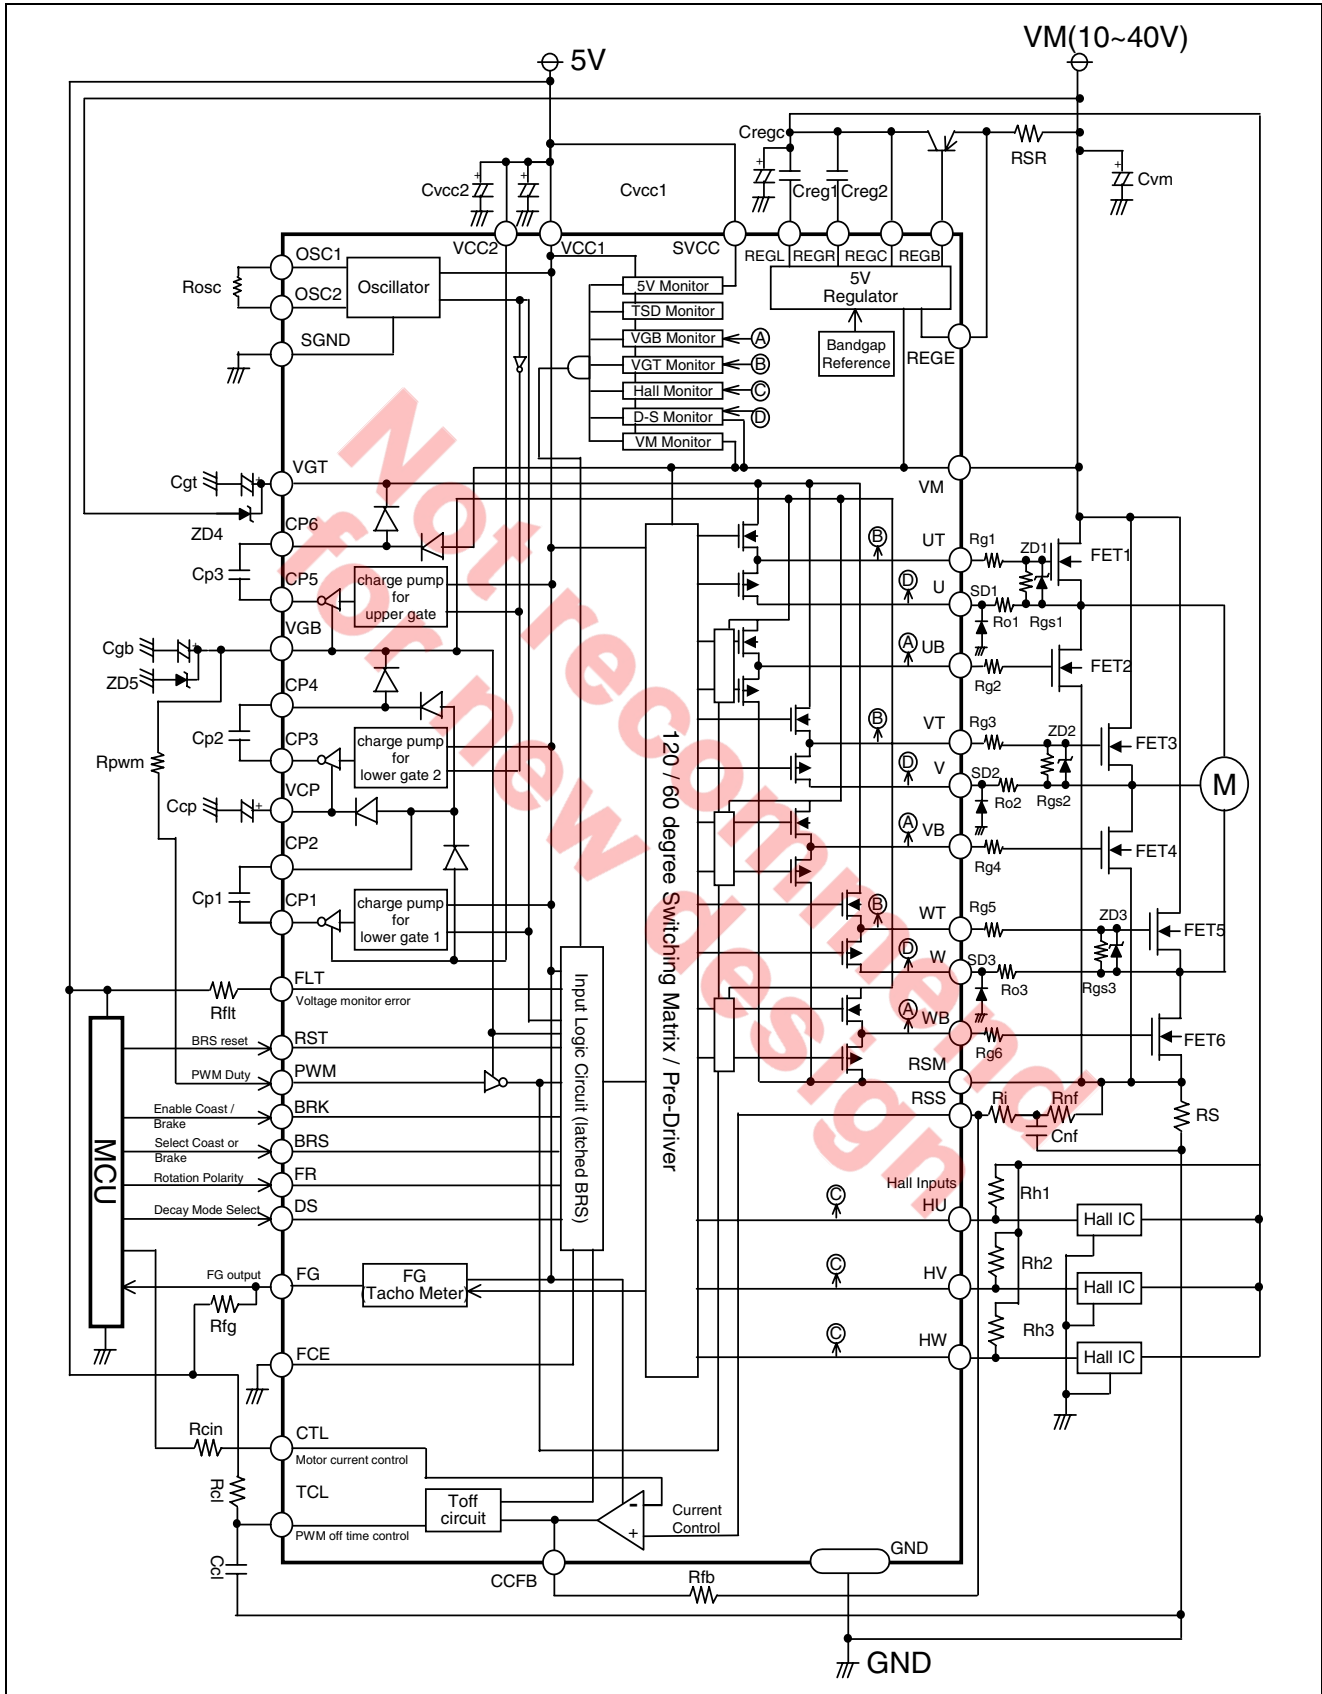 5V
VM(10~40V)
Cregc
RSR
Cvcc2
Cvcc1
Creg1
Creg2
Cvm
VCC2
VCC1
SVCC
REGL
REGR
REGC
REGB
OSC1
Rosc
OSC2
Oscillator
SGND
5V Monitor
TSD Monitor
VGB Monitor
A
VGT Monitor
B
Hall Monitor
C
D-S Monitor
D
VM Monitor
5V
Regulator
Bandgap
Reference
REGE
Not recommend
for new design
VGT
Cgt
ZD4
VM
CP6
Cp3
CP5
charge pump
for
upper gate
VGB
Cgb
ZD5
CP4
Cp2
CP3
charge pump
for
lower gate 2
Rpwm
VCP
Ccp
CP2
Cp1
CP1
charge pump
for
lower gate 1
120 / 60 degree Switching Matrix / Pre-Driver
Input Logic Circuit (latched BRS)
B
UT
Rg1
ZD1
FET1
D
U
SD1
Ro1
Rgs1
A
UB
Rg2
FET2
B
VT
Rg3
ZD2
FET3
D
V
SD2
Ro2
Rgs2
M
A
VB
Rg4
FET4
B
WT
Rg5
ZD3
FET5
D
W
SD3
Ro3
Rgs3
A
WB
Rg6
FET6
RSM
RSS
Ri
Rnf
Cnf
RS
FLT
Voltage monitor error
Rflt
MCU
BRS reset
RST
PWM Duty
PWM
Enable Coast /
Brake
BRK
Select Coast or
Brake
BRS
Rotation Polarity
FR
Decay Mode Select
DS
FG output
FG
FG
(Tacho Meter)
Rfg
FCE
Hall Inputs
HU
C
Rh1
Hall IC
HV
C
Rh2
Hall IC
HW
C
Rh3
Hall IC
Rcin
CTL
Motor current control
Rcl
TCL
PWM off time control
Toff
circuit
-
+
Current
Control
Ccl
CCFB
Rfb
GND
GND